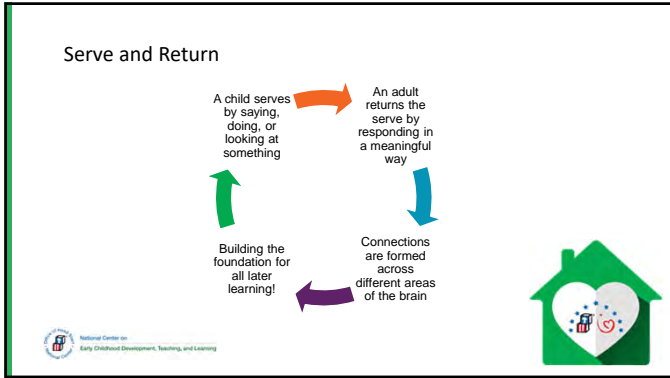 Serve and Return
A child serves
by saying,
doing, or
looking at
something
An adult
returns the
serve by
responding in
a meaningful
way
Connections
are formed
across
different areas
of the brain
Building the
foundation for
all later
learning!
National Center on
Early Childhood Development, Teaching, and Learning